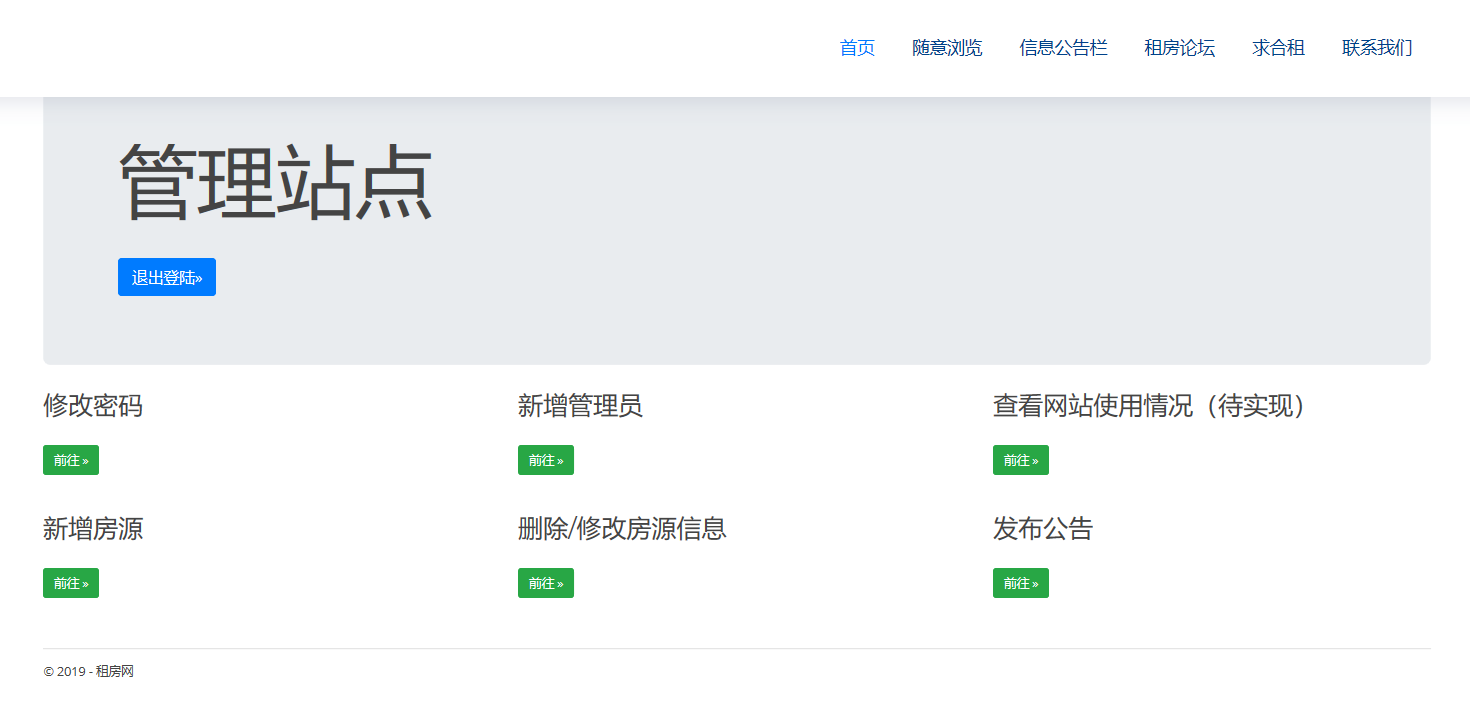 首页 随意浏览 信息公告栏 租房论坛 求合租 联系我们
管理站点
退出登陆»
修改密码 新增管理员 查看网站使用情况（待实现）
前往 » 前往 » 前往 »
新增房源 删除/修改房源信息 发布公告
前往 » 前往 » 前往 »
© 2019 - 租房网